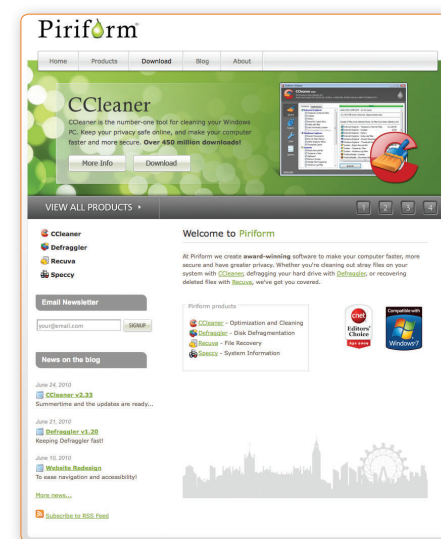 Piriform
Home Products Download Blog About
CCleaner
CCleaner is the number-one tool for cleaning your Windows
PC. Keep your privacy safe online, and make your computer
faster and more secure. Over 450 million downloads!
More Info Download
VIEW ALL PRODUCTS
1 2 3 4
CCleaner
Defraggler
Recuva
Speccy
Email Newsletter
your@email.com SIGNUP
News on the blog
June 24, 2010
CCleaner v2.33
Summertime and the updates are ready...
June 21, 2010
Defraggler v1.20
Keeping Defraggler fast!
June 10, 2010
Website Redesign
To ease navigation and accessibility!
More news...
Subscribe to RSS Feed
Welcome to Piriform
At Piriform we create award-winning software to make your computer faster, more
secure and have greater privacy. Whether you're cleaning out stray files on your
system with CCleaner, defragging your hard drive with Defraggler, or recovering
deleted files with Recuva, we've got you covered.
Piriform products
CCleaner - Optimization and Cleaning
Defraggler - Disk Defragmentation
Recuva - File Recovery
Speccy - System Information
cnet
Editors'
Choice
Compatible with
Windows 7